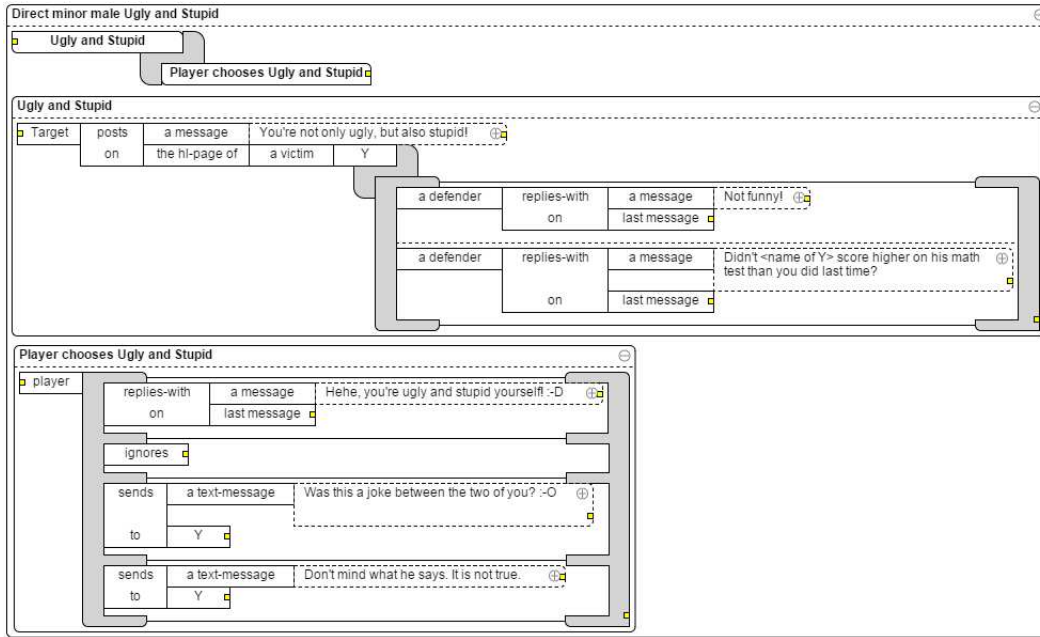 Direct minor male Ugly and Stupid
Ugly and Stupid
Player chooses Ugly and Stupid
Ugly and Stupid
Target posts a message You're not only ugly, but also stupid!
on the hl-page of a victim Y
a defender replies-with a message Not funny!
on last message
a defender replies-with a message Didn't <name of Y> score higher on his math
test than you did last time?
on last message
Player chooses Ugly and Stupid
player
replies-with a message Hehe, you're ugly and stupid yourself! :-D
on last message
ignores
sends a text-message Was this a joke between the two of you? :-O
to Y
sends a text-message Don't mind what he says. It is not true.
to Y